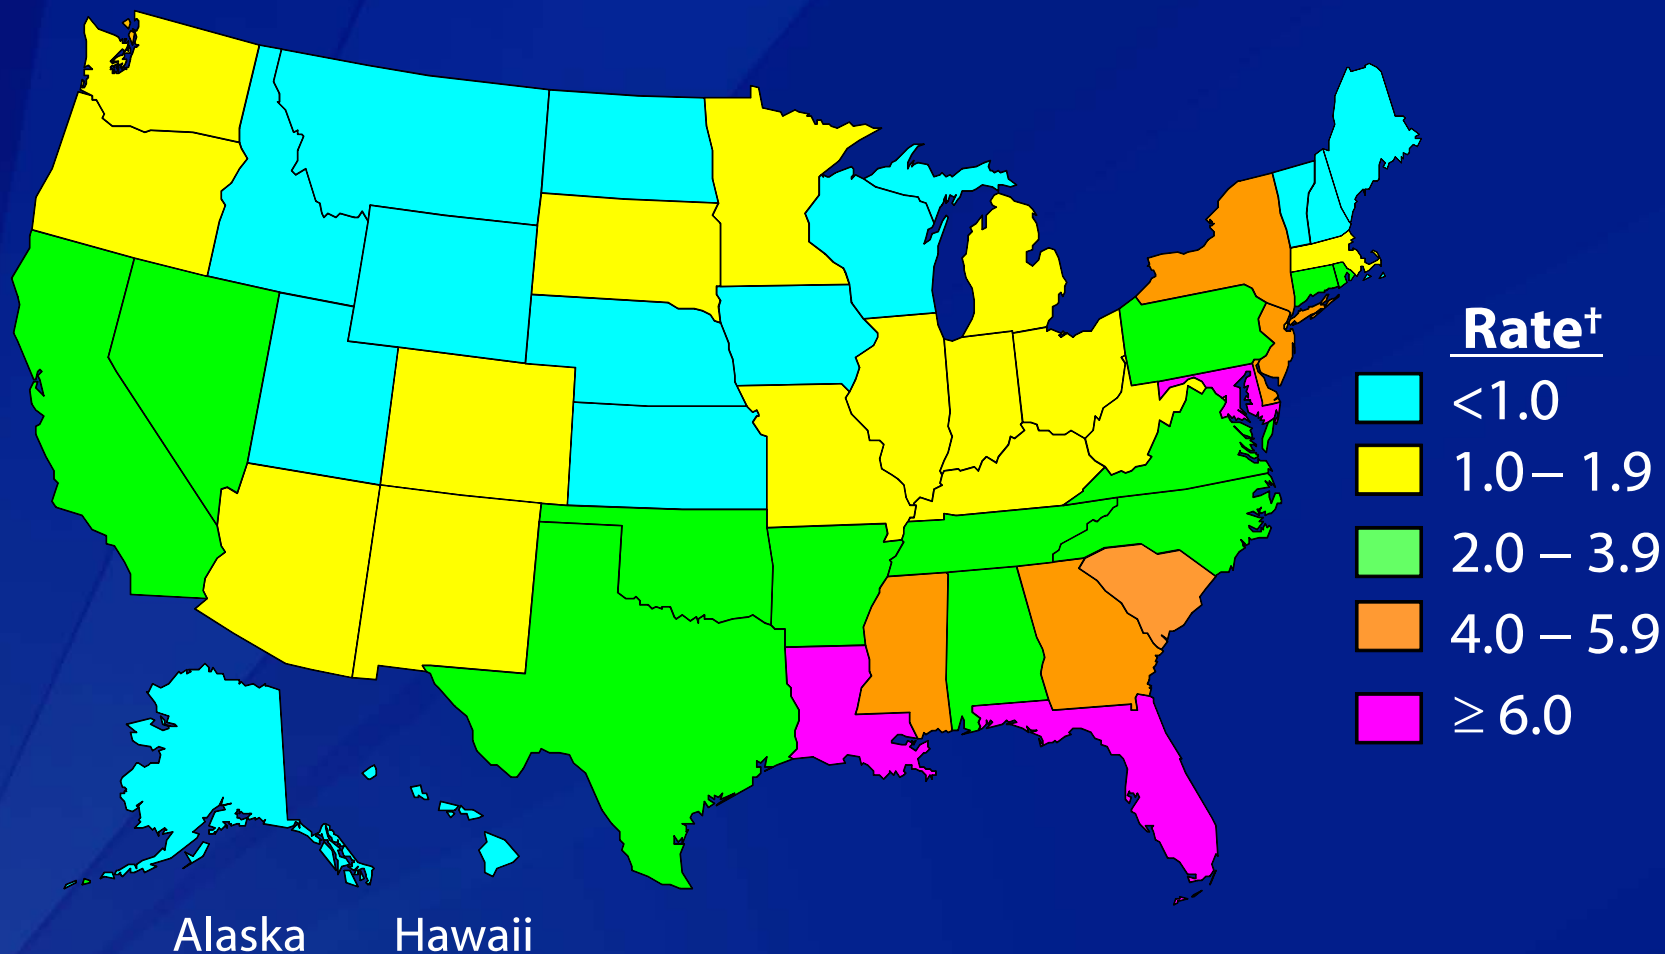 Rate†
<1.0
1.0 – 1.9
2.0 – 3.9
4.0 – 5.9
≥ 6.0
Alaska Hawaii